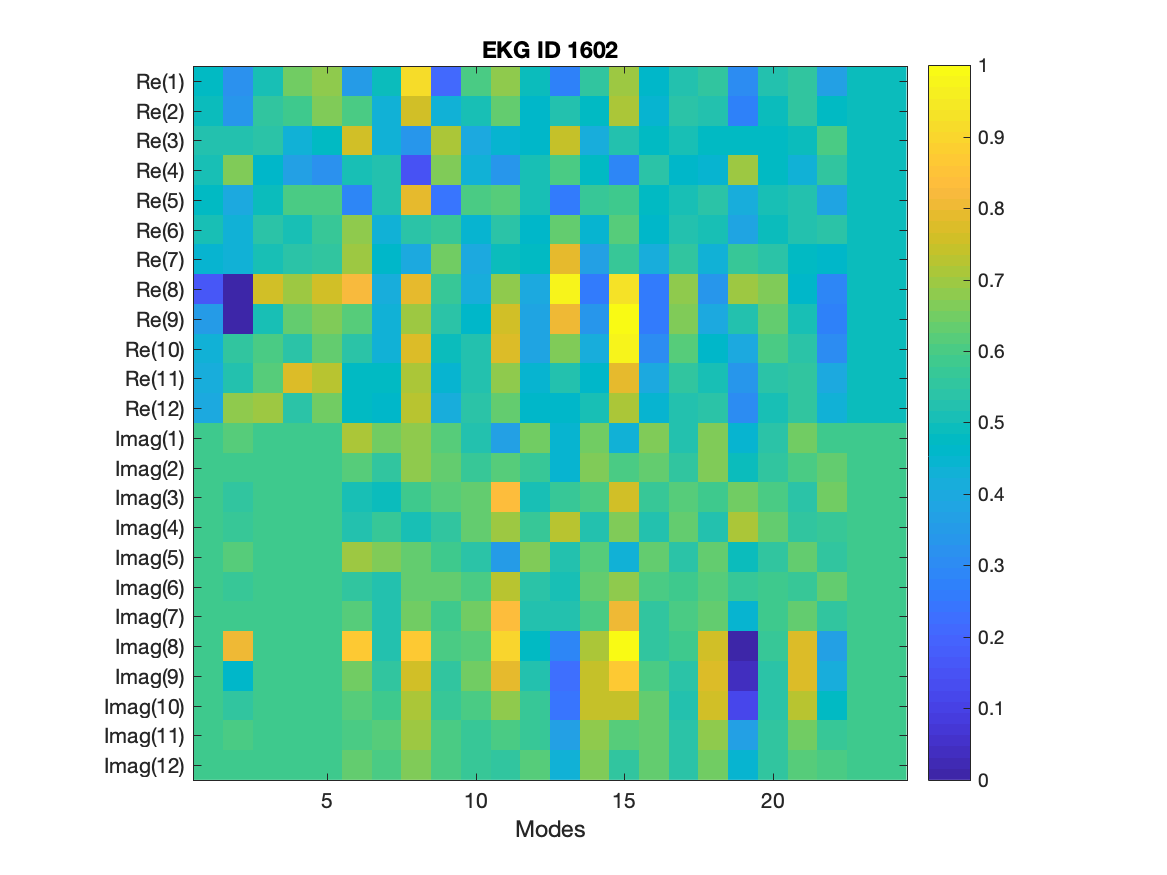 EKG ID 1602
Re(1)
Re(2)
Re(3)
Re(4)
Re(5)
Re(6)
Re(7)
Re(8)
Re(9)
Re(10)
Re(11)
Re(12)
Imag(1)
Imag(2)
Imag(3)
Imag(4)
Imag(5)
Imag(6)
Imag(7)
Imag(8)
Imag(9)
Imag(10)
Imag(11)
Imag(12)
5 10 15 20
Modes
1
0.9
0.8
0.7
0.6
0.5
0.4
0.3
0.2
0.1
0